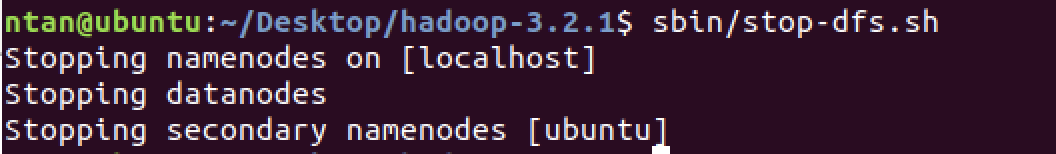 ntan@ubuntu:~/Desktop/hadoop-3.2.1$ sbin/stop-dfs.sh
Stopping namenodes on [localhost]
Stopping datanodes
Stopping secondary namenodes [ubuntu]